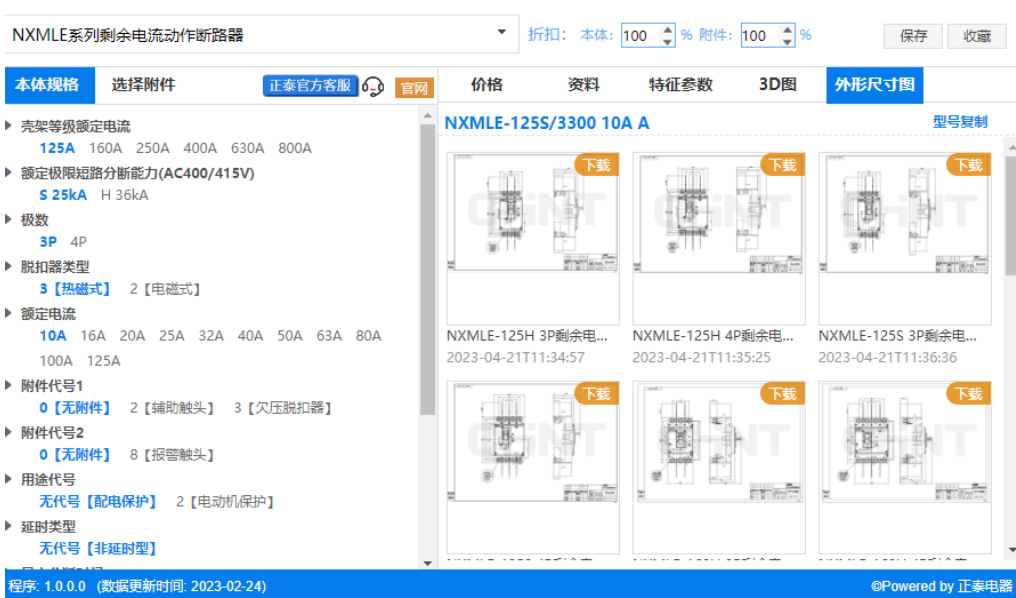 NXMLE系列剩余电流动作断路器
折扣： 本体: 100 % 附件: 100 %
保存 收藏
本体规格 选择附件 正泰官方客服 官网
价格 资料 特征参数 3D图 外形尺寸图
壳架等级额定电流
125A 160A 250A 400A 630A 800A
额定极限短路分断能力(AC400/415V)
S 25kA H 36kA
极数
3P 4P
脱扣器类型
3【热磁式】 2【电磁式】
额定电流
10A 16A 20A 25A 32A 40A 50A 63A 80A
100A 125A
附件代号1
0【无附件】 2【辅助触头】 3【欠压脱扣器】
附件代号2
0【无附件】 8【报警触头】
用途代号
无代号【配电保护】 2【电动机保护】
延时类型
无代号【非延时型】
NXMLE-125S/3300 10A A 型号复制
下载 下载 下载
CHINT CHINT CHINT
NXMLE-125H 3P剩余电... NXMLE-125H 4P剩余电... NXMLE-125S 3P剩余电...
2023-04-21T11:34:57 2023-04-21T11:35:25 2023-04-21T11:36:36
下载 下载 下载
CHINT CHINT CHINT
程序: 1.0.0.0 (数据更新时间: 2023-02-24) ©Powered by 正泰电器